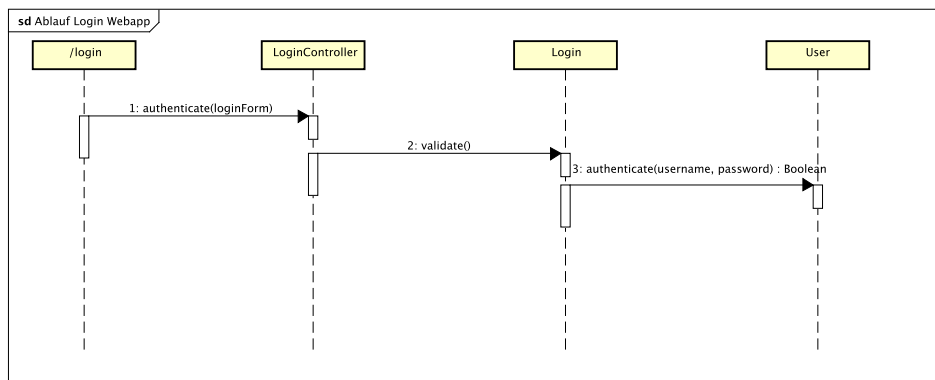 sd Ablauf Login Webapp
/login
LoginController
Login
User
1: authenticate(loginForm)
2: validate()
3: authenticate(username, password) : Boolean